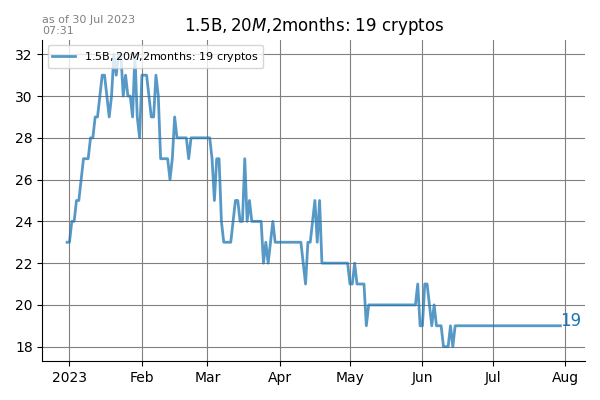 as of 30 Jul 2023
07:31
1.5B, 20M,2months: 19 cryptos
1.5B, 20M,2months: 19 cryptos
32
30
28
26
24
22
20
18
19
2023 Feb Mar Apr May Jun Jul Aug